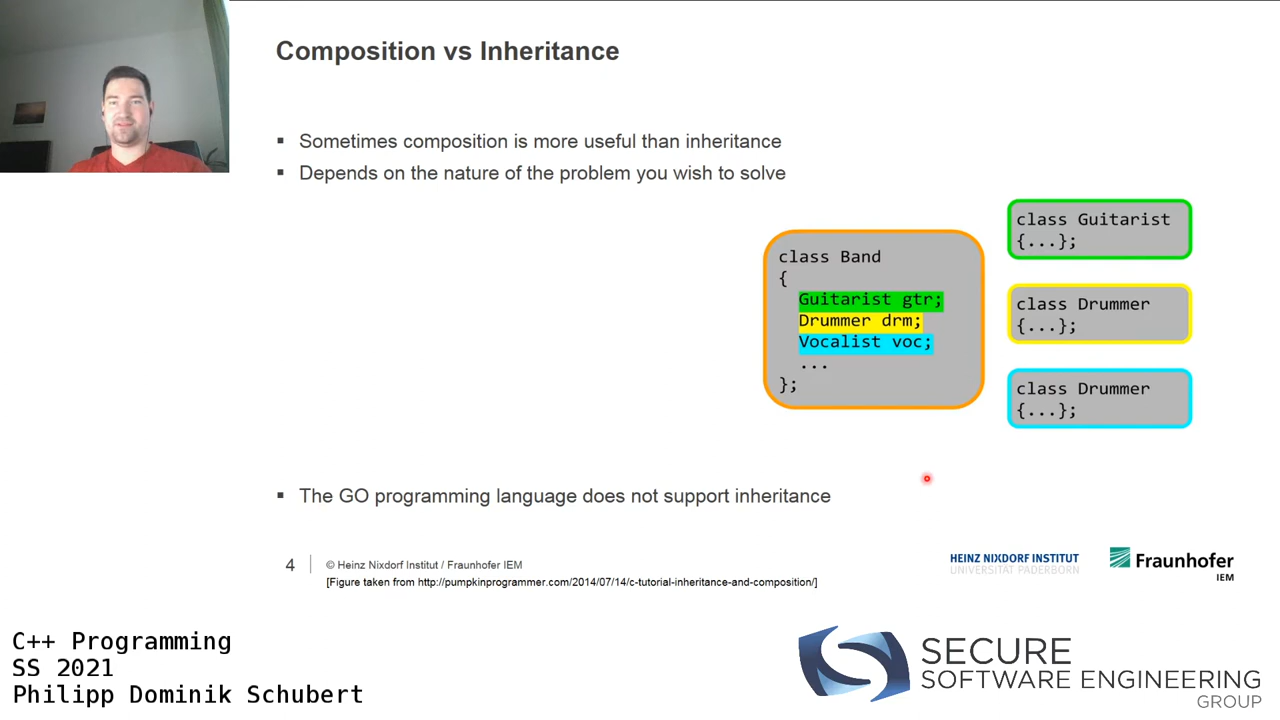 Composition vs Inheritance
▪ Sometimes composition is more useful than inheritance
▪ Depends on the nature of the problem you wish to solve
class Band
{
Guitarist gtr;
Drummer drm;
Vocalist voc;
...
};
class Guitarist
{...};
class Drummer
{...};
class Drummer
{...};
▪ The GO programming language does not support inheritance
4
© Heinz Nixdorf Institut / Fraunhofer IEM
[Figure taken from http://pumpkinprogrammer.com/2014/07/14/c-tutorial-inheritance-and-composition/]
HEINZ NIXDORF INSTITUT
UNIVERSITÄT PADERBORN
Fraunhofer
IEM
C++ Programming
SS 2021
Philipp Dominik Schubert
SECURE
SOFTWARE ENGINEERING
GROUP